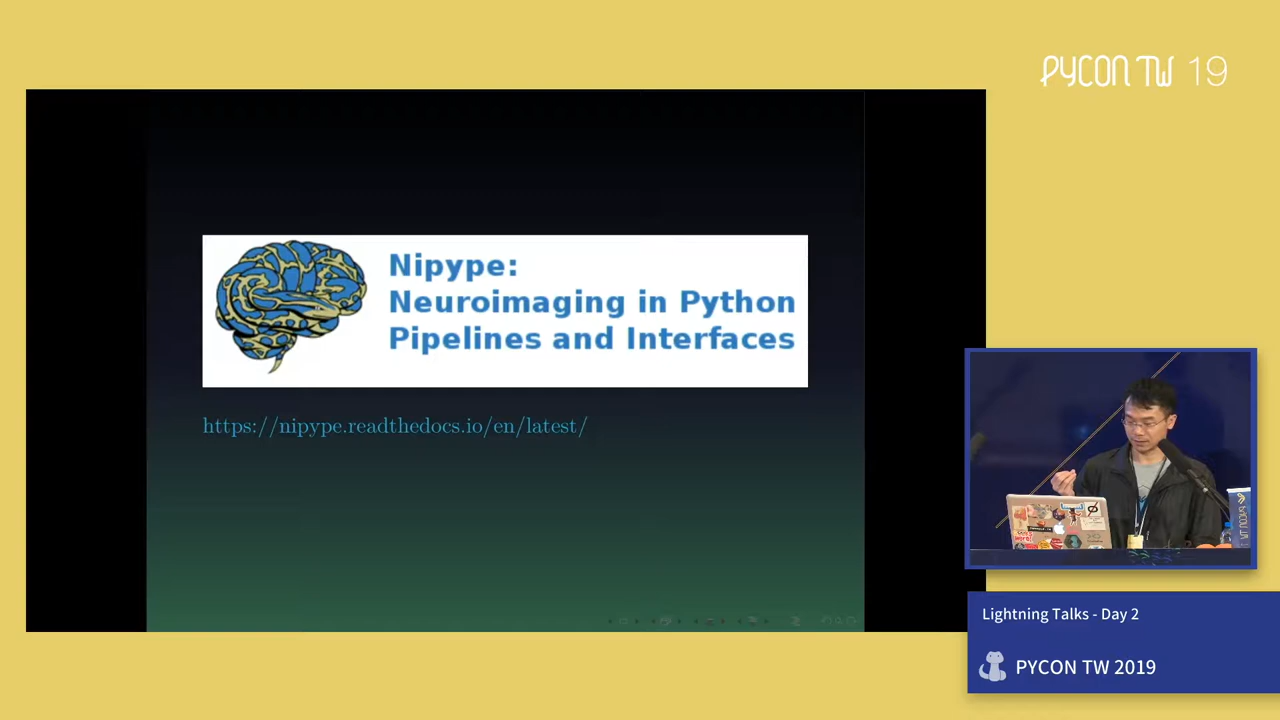 PYCON TW 19
Nipype:
Neuroimaging in Python
Pipelines and Interfaces
https://nipype.readthedocs.io/en/latest/
Lightning Talks - Day 2
PYCON TW 2019